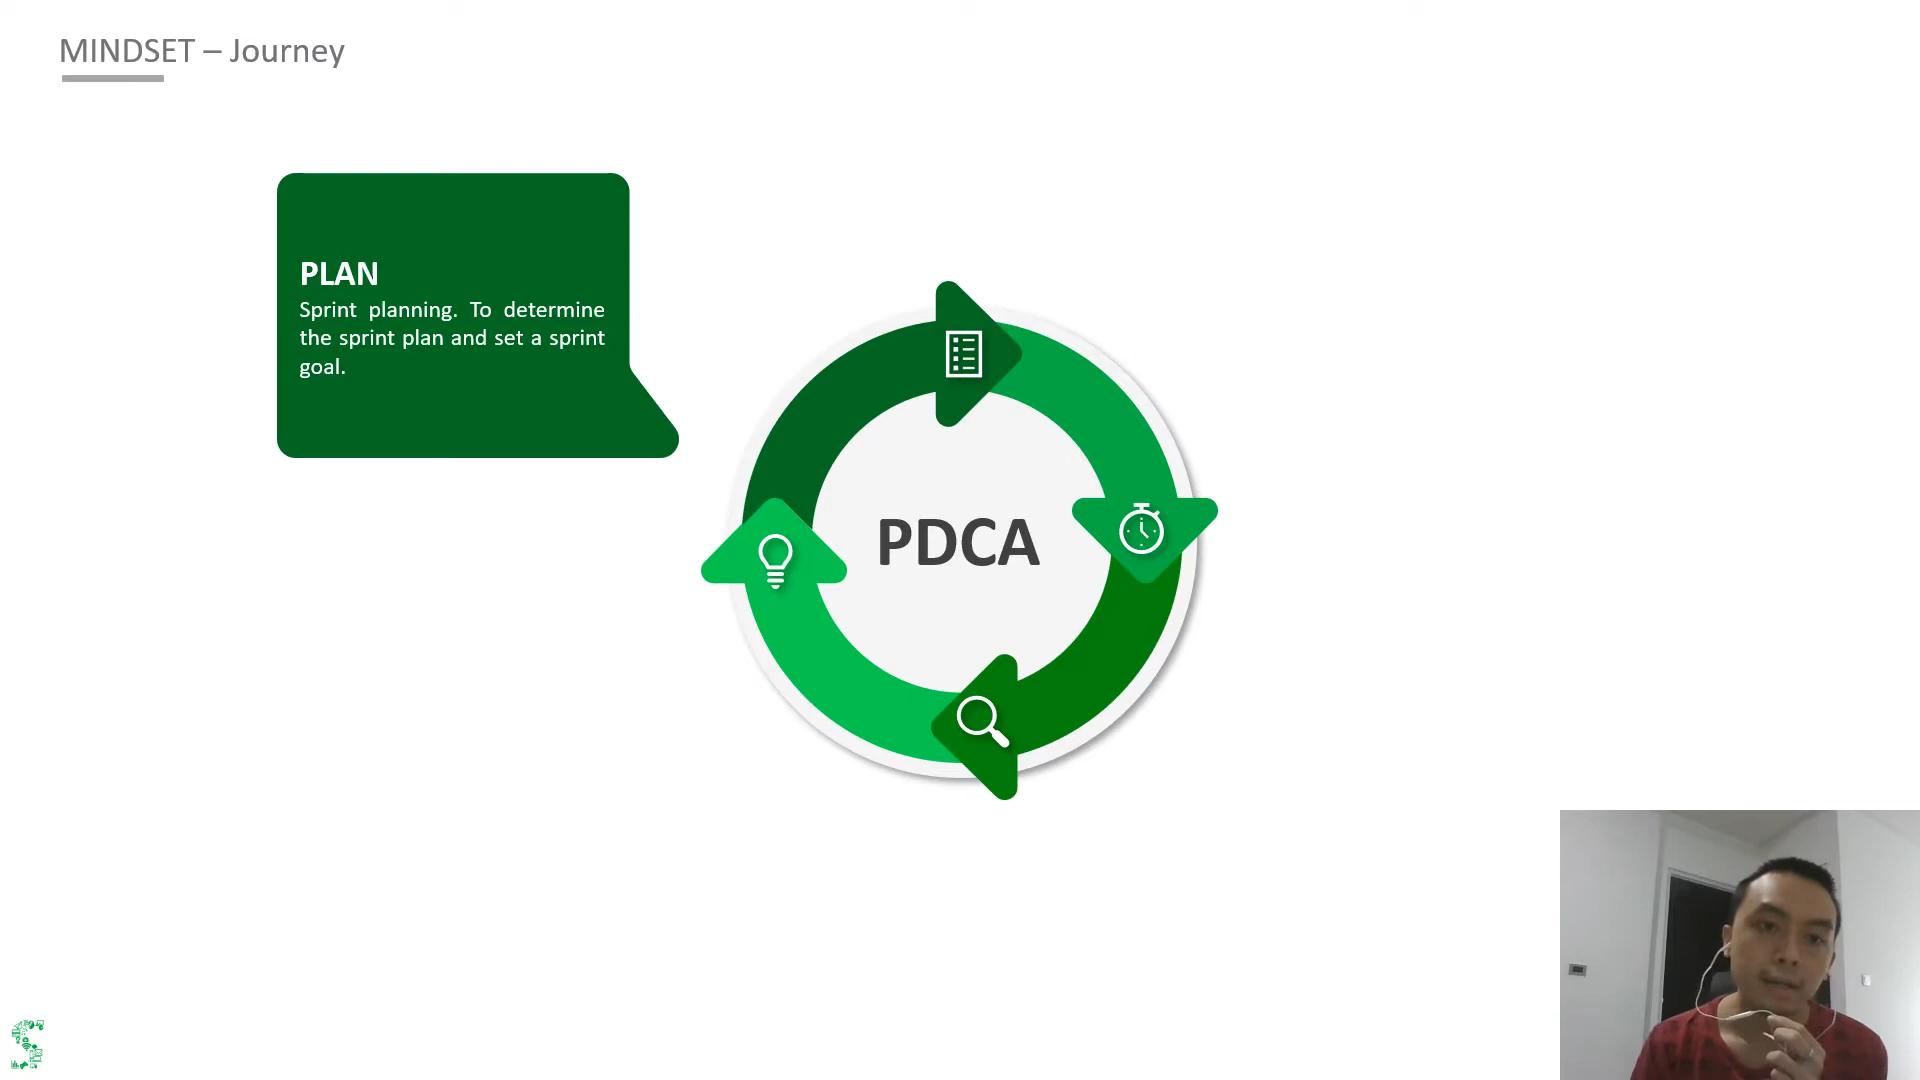 MINDSET – Journey
PLAN
Sprint planning. To determine
the sprint plan and set a sprint
goal.
PDCA